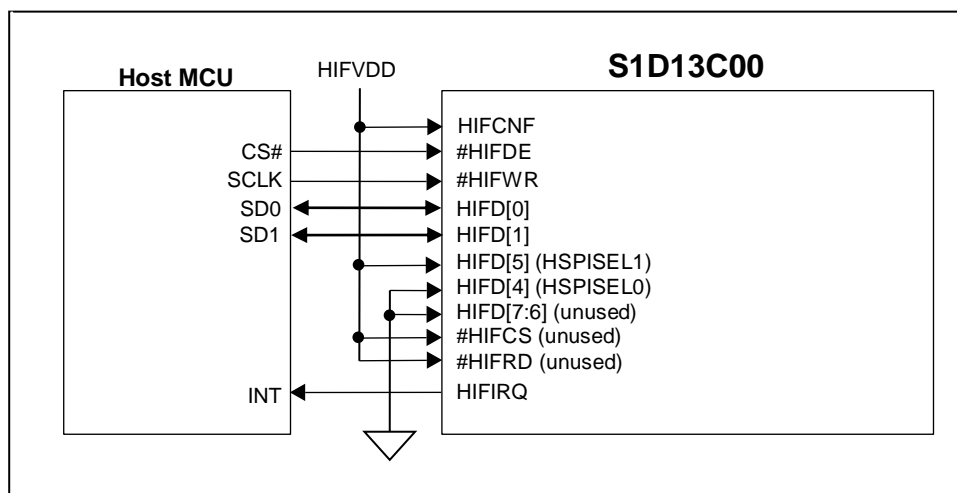 Host MCU
HIFVDD
S1D13C00
HIFCNF
CS#
#HIFDE
SCLK
#HIFWR
SD0
HIFD[0]
SD1
HIFD[1]
HIFD[5] (HSPISEL1)
HIFD[4] (HSPISEL0)
HIFD[7:6] (unused)
#HIFCS (unused)
#HIFRD (unused)
INT
HIFIRQ